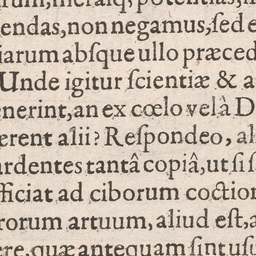 rum, meraiq; potentias, n
endas, non negamus, ſed e
iarum abſque ullo præced
Unde igitur ſcientiæ & a
enerint, an ex cœlo vel à D
erent alii? Reſpondeo, al
ardentes tantâ copiâ, ut ſi ſ
fficiat ad ciborum coction
rorum artuum, aliud eſt, a
ere, quæ antequam ſint uſu